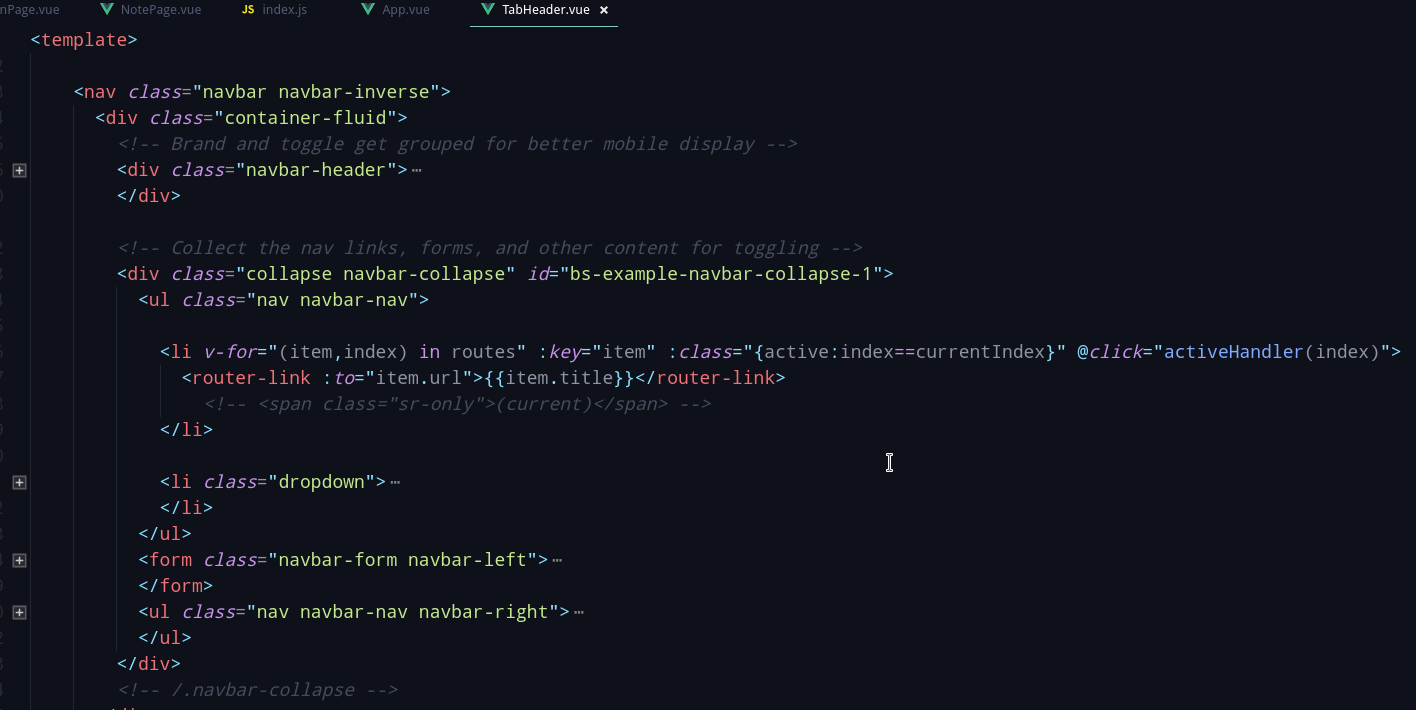 nPage.vue NotePage.vue JS index.js App.vue TabHeader.vue ×
<template>
<nav class="navbar navbar-inverse">
<div class="container-fluid">
<!-- Brand and toggle get grouped for better mobile display -->
<div class="navbar-header">⋯
</div>
<!-- Collect the nav links, forms, and other content for toggling -->
<div class="collapse navbar-collapse" id="bs-example-navbar-collapse-1">
<ul class="nav navbar-nav">
<li v-for="(item,index) in routes" :key="item" :class="{active:index==currentIndex}" @click="activeHandler(index)">
<router-link :to="item.url">{{item.title}}</router-link>
<!-- <span class="sr-only">(current)</span> -->
</li>
<li class="dropdown">⋯
</li>
</ul>
<form class="navbar-form navbar-left">⋯
</form>
<ul class="nav navbar-nav navbar-right">⋯
</ul>
</div>
<!-- /.navbar-collapse -->